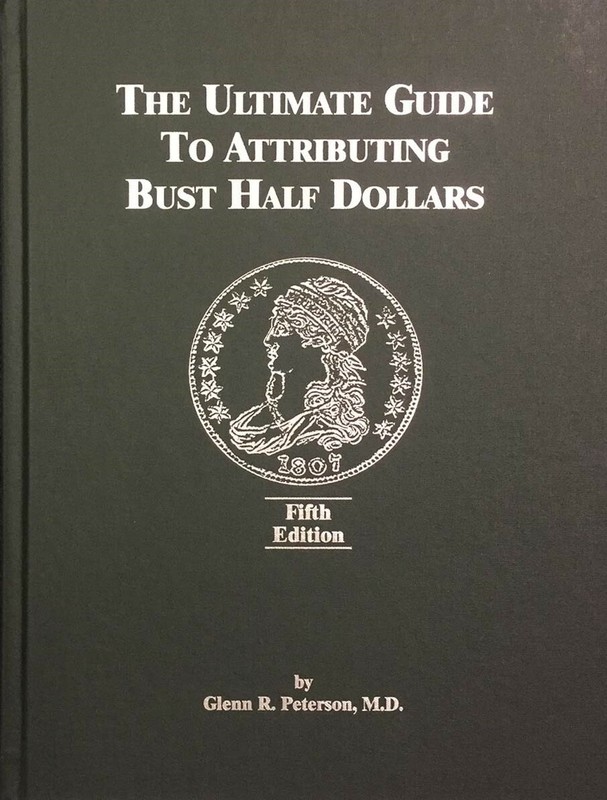 THE ULTIMATE GUIDE
TO ATTRIBUTING
BUST HALF DOLLARS
1807
Fifth
Edition
by
Glenn R. Peterson, M.D.